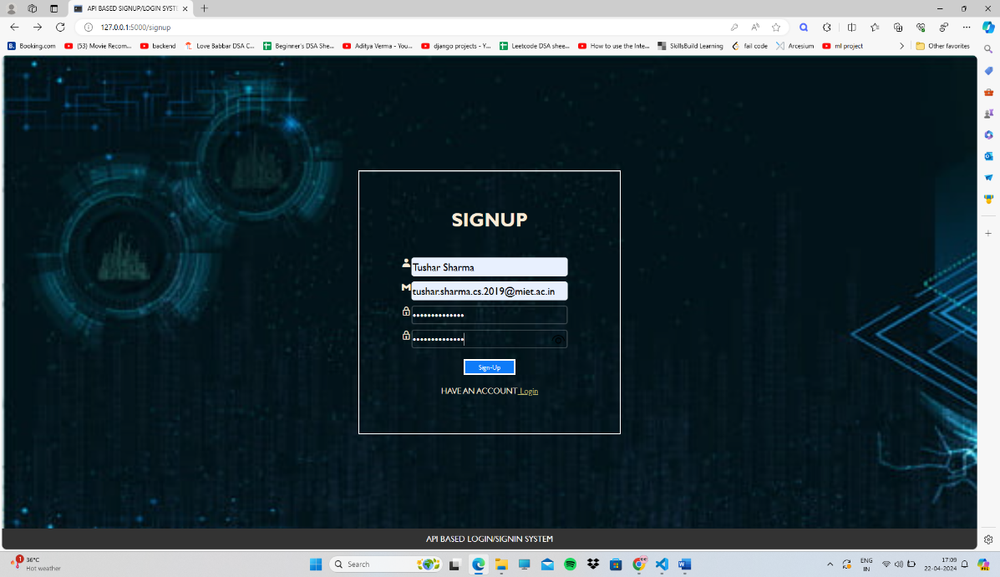 API BASED SIGNUP/LOGIN SYSTE
127.0.0.1:5000/signup
Booking.com
(53) Movie Recom...
backend
Love Babbar DSA C...
Beginner's DSA She...
Aditya Verma - You...
django projects - Y...
Leetcode DSA shee...
How to use the Inte...
SkillsBuild Learning
fail code
Arcesium
ml project
Other favorites
SIGNUP
Tushar Sharma
tushar.sharma.cs.2019@miet.ac.in
••••••••••••••
••••••••••••••
Sign-Up
HAVE AN ACCOUNT Login
API BASED LOGIN/SIGNIN SYSTEM
1
36°C
Hot weather
Search
ENG
IN
17:09
22-04-2024